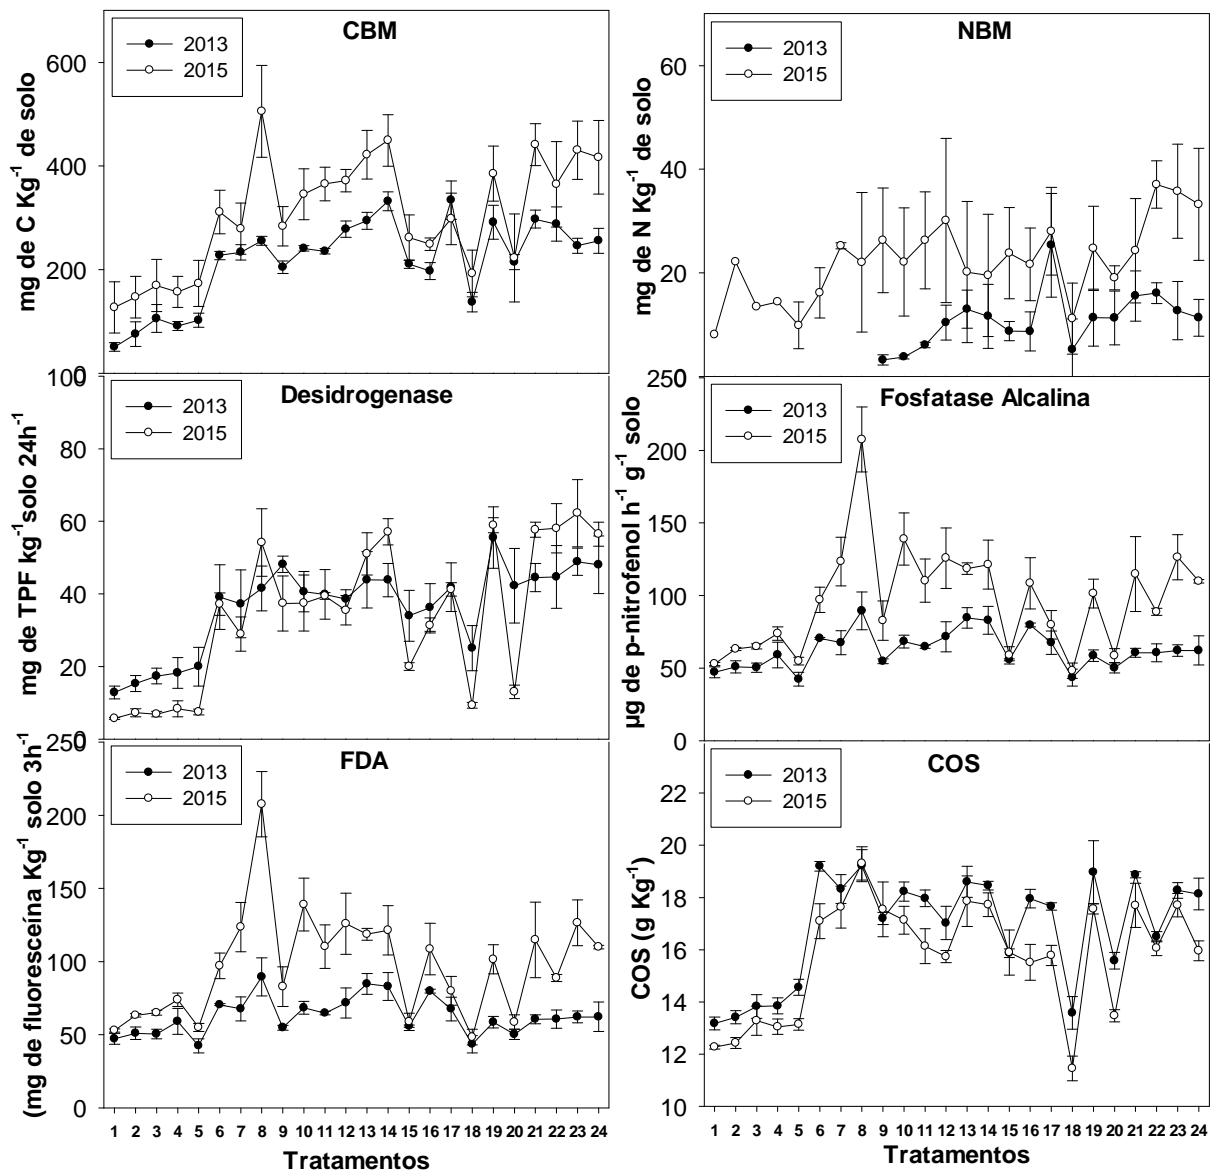 CBM
2013
2015
mg de C Kg⁻¹ de solo
600
400
200
0
NBM
2013
2015
mg de N Kg⁻¹ de solo
60
40
20
0
Desidrogenase
2013
2015
mg de TPF kg⁻¹solo 24h⁻¹
100
80
60
40
20
0
Fosfatase Alcalina
2013
2015
µg de p-nitrofenol h⁻¹ g⁻¹ solo
250
200
150
100
50
0
FDA
2013
2015
(mg de fluoresceína Kg⁻¹ solo 3h⁻¹
250
200
150
100
50
0
1 2 3 4 5 6 7 8 9 10 11 12 13 14 15 16 17 18 19 20 21 22 23 24
Tratamentos
COS
2013
2015
COS (g Kg⁻¹)
22
20
18
16
14
12
10
1 2 3 4 5 6 7 8 9 10 11 12 13 14 15 16 17 18 19 20 21 22 23 24
Tratamentos